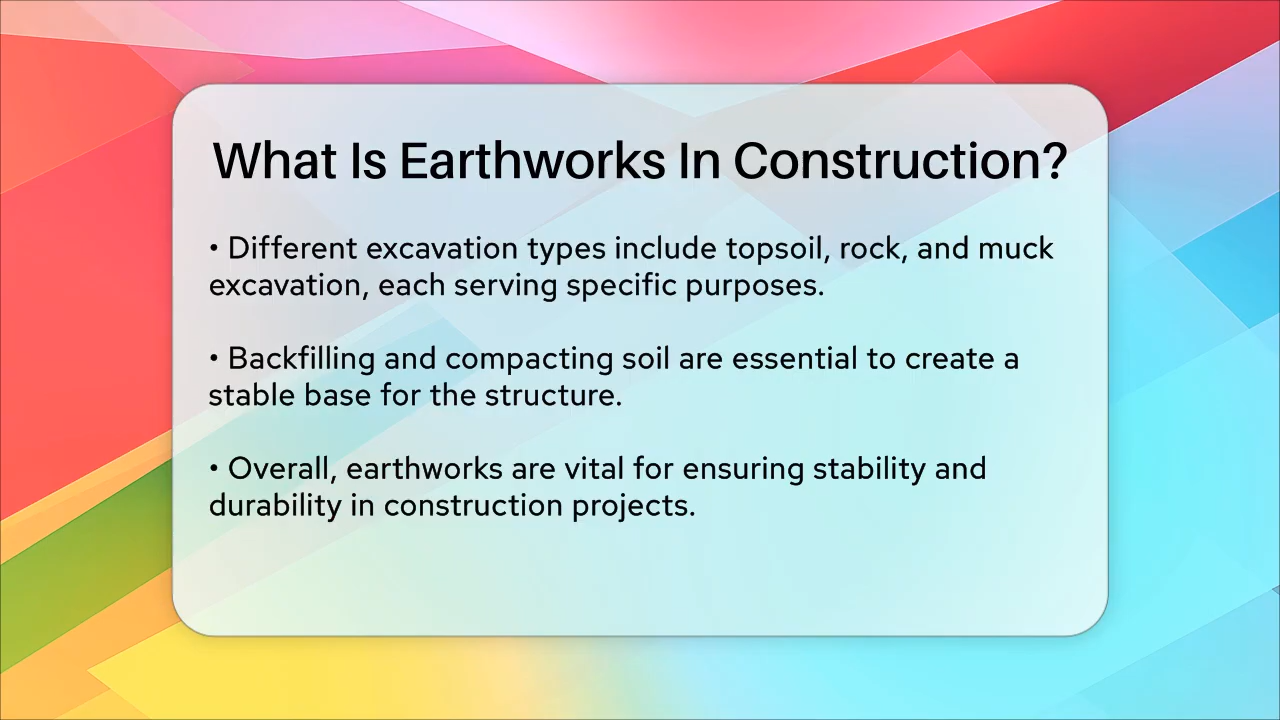 What Is Earthworks In Construction?
• Different excavation types include topsoil, rock, and muck
excavation, each serving specific purposes.
• Backfilling and compacting soil are essential to create a
stable base for the structure.
• Overall, earthworks are vital for ensuring stability and
durability in construction projects.